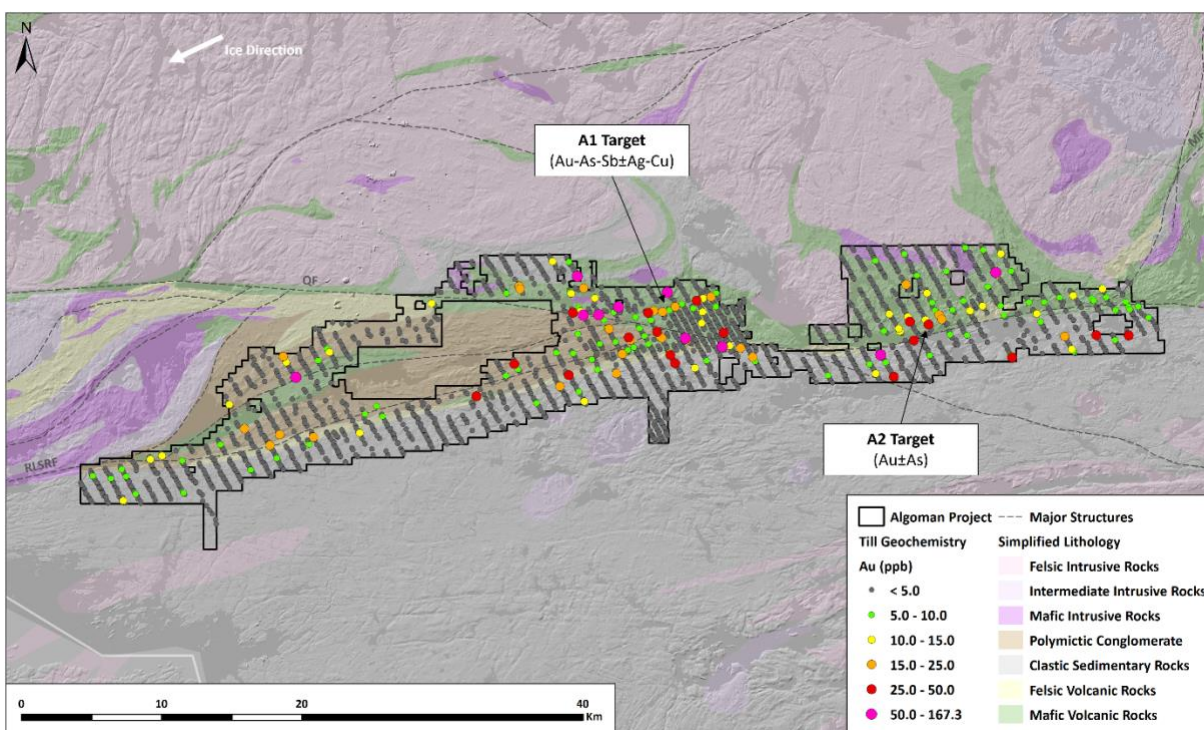 N
Ice Direction
A1 Target
(Au-As-Sb±Ag-Cu)
QF
RLSRF
A2 Target
(Au±As)
Algoman Project
Major Structures
Till Geochemistry
Simplified Lithology
Au (ppb)
Felsic Intrusive Rocks
< 5.0
Intermediate Intrusive Rocks
5.0 - 10.0
Mafic Intrusive Rocks
10.0 - 15.0
Polymictic Conglomerate
15.0 - 25.0
Clastic Sedimentary Rocks
25.0 - 50.0
Felsic Volcanic Rocks
50.0 - 167.3
Mafic Volcanic Rocks
0 10 20 40
Km